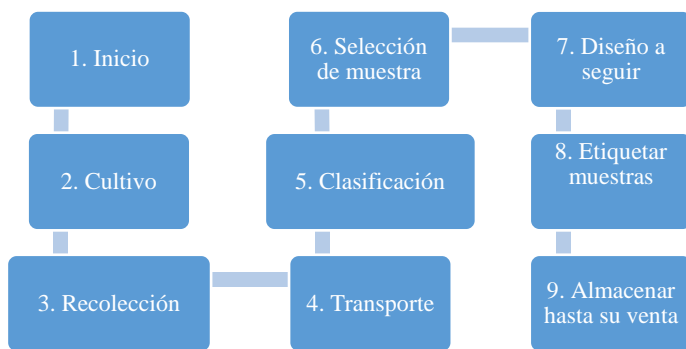 1. Inicio
2. Cultivo
3. Recolección
4. Transporte
5. Clasificación
6. Selección
de muestra
7. Diseño a
seguir
8. Etiquetar
muestras
9. Almacenar
hasta su venta